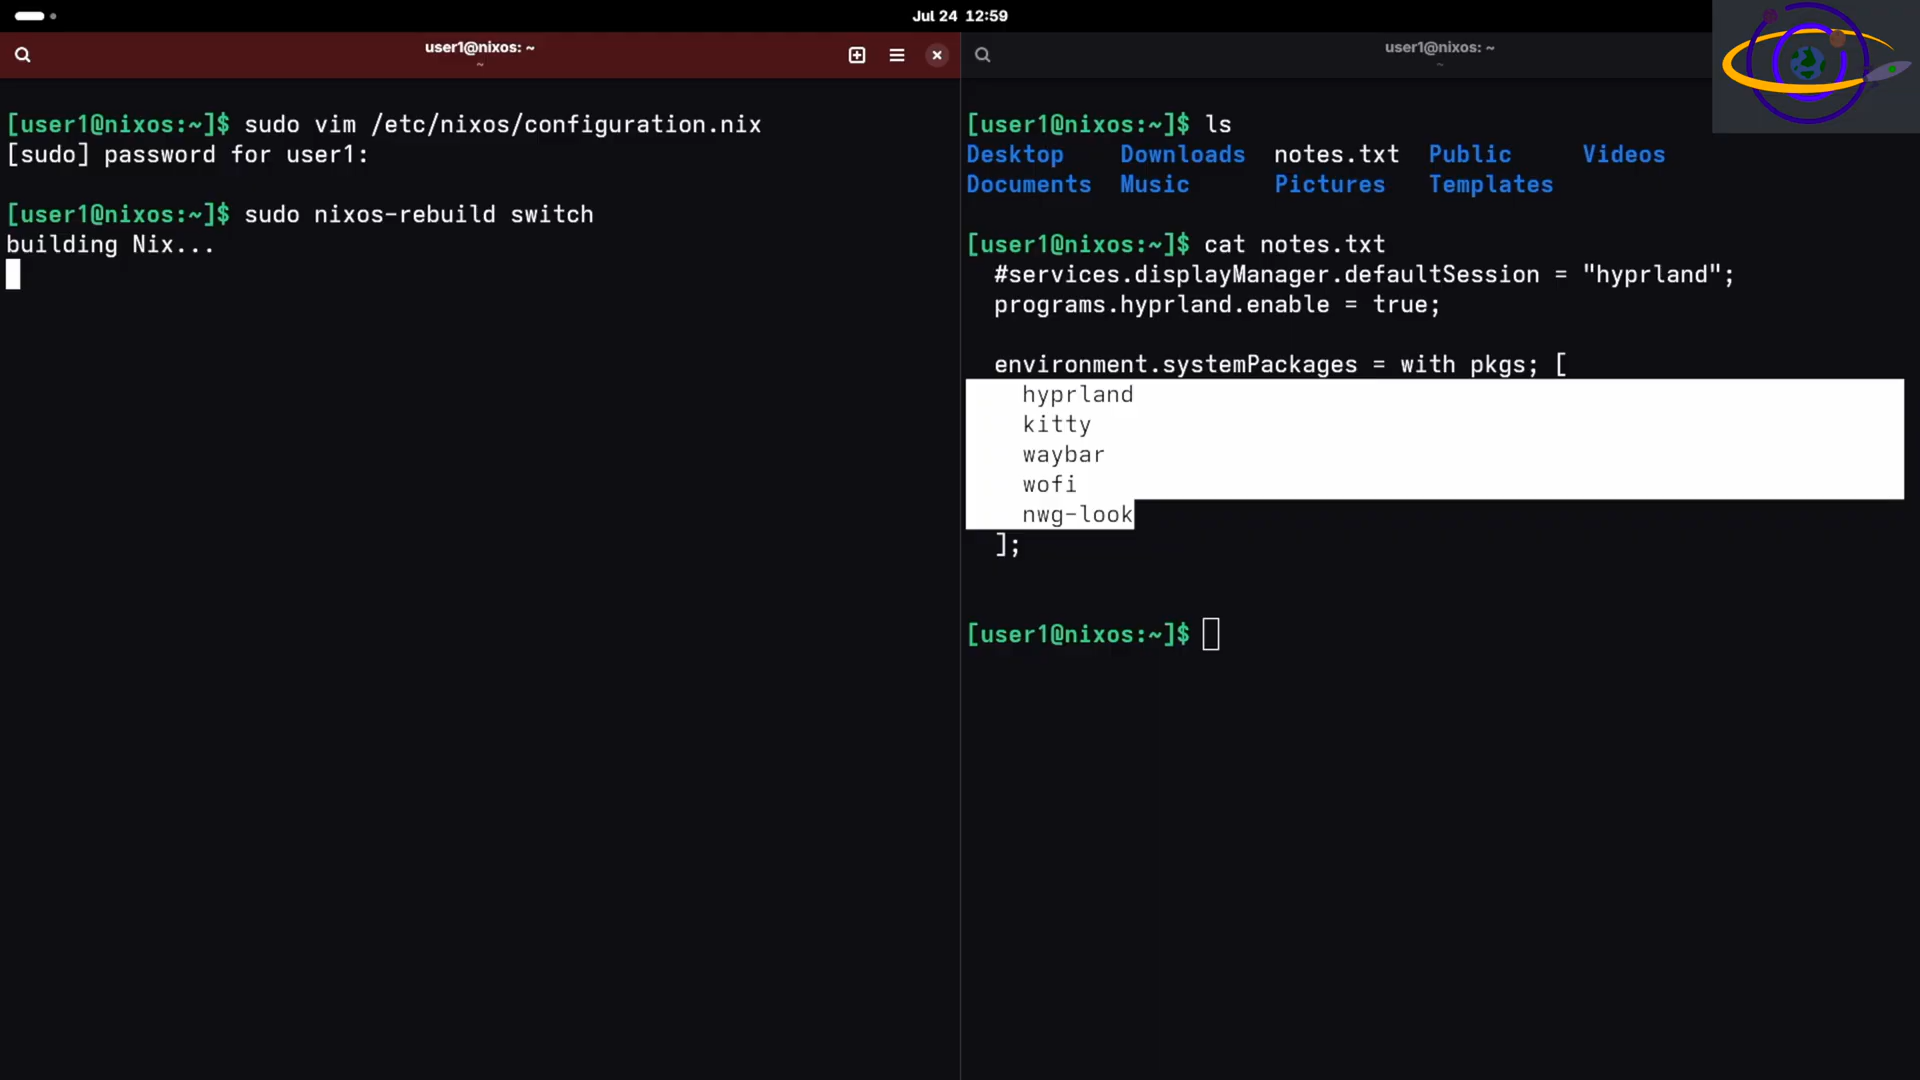 Jul 24 12:59
user1@nixos: ~
~
[user1@nixos:~]$ sudo vim /etc/nixos/configuration.nix
[sudo] password for user1:
[user1@nixos:~]$ sudo nixos-rebuild switch
building Nix...
user1@nixos: ~
~
[user1@nixos:~]$ ls
Desktop Downloads notes.txt Public Videos
Documents Music Pictures Templates
[user1@nixos:~]$ cat notes.txt
#services.displayManager.defaultSession = "hyprland";
programs.hyprland.enable = true;
environment.systemPackages = with pkgs; [
hyprland
kitty
waybar
wofi
nwg-look
];
[user1@nixos:~]$